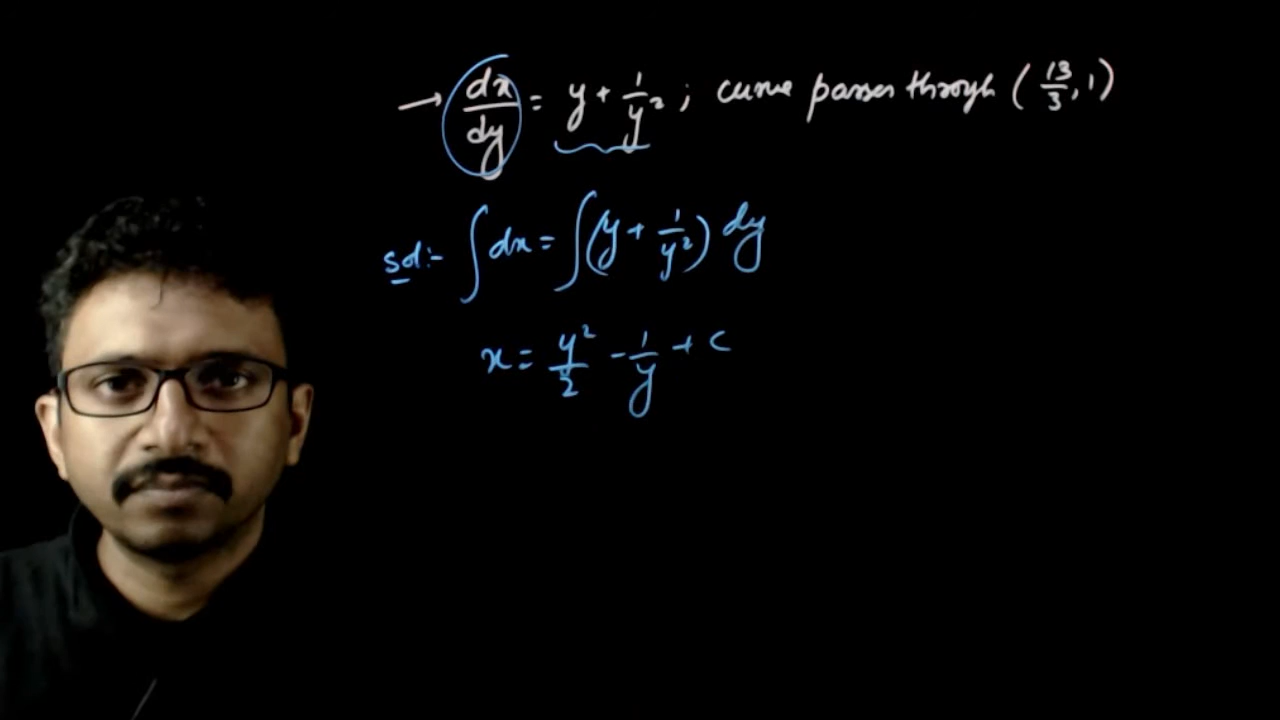 → dx/dy = y + 1/y² ; curve passes through (13/3, 1)
sol:- ∫ dx = ∫ (y + 1/y²) dy
x = y²/2 - 1/y + c